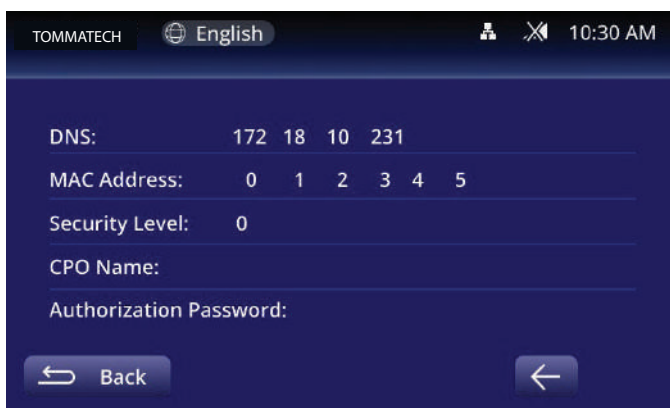 TOMMATECH English 10:30 AM
DNS: 172 18 10 231
MAC Address: 0 1 2 3 4 5
Security Level: 0
CPO Name:
Authorization Password:
Back